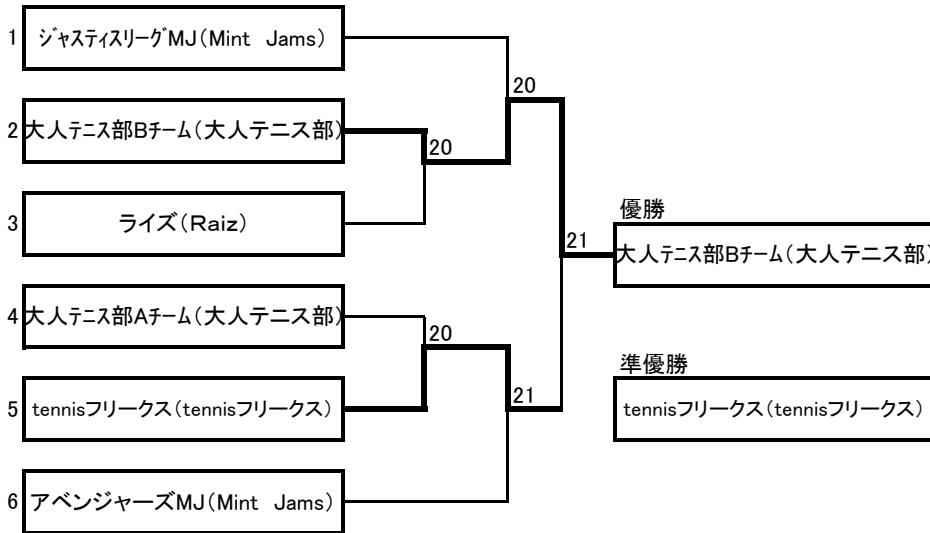 1 ｼﾞｬｽﾃｨｽﾘｰｸﾞMJ(Mint Jams)
20
2 大人ﾃﾆｽ部Bﾁｰﾑ(大人テニス部)
20
3 ライズ(Raiz)
優勝
21
大人ﾃﾆｽ部Bﾁｰﾑ(大人テニス部)
4 大人ﾃﾆｽ部Aﾁｰﾑ(大人テニス部)
20
準優勝
5 tennisフリークス(tennisフリークス)
21
tennisフリークス(tennisフリークス)
6 アベンジャーズMJ(Mint Jams)